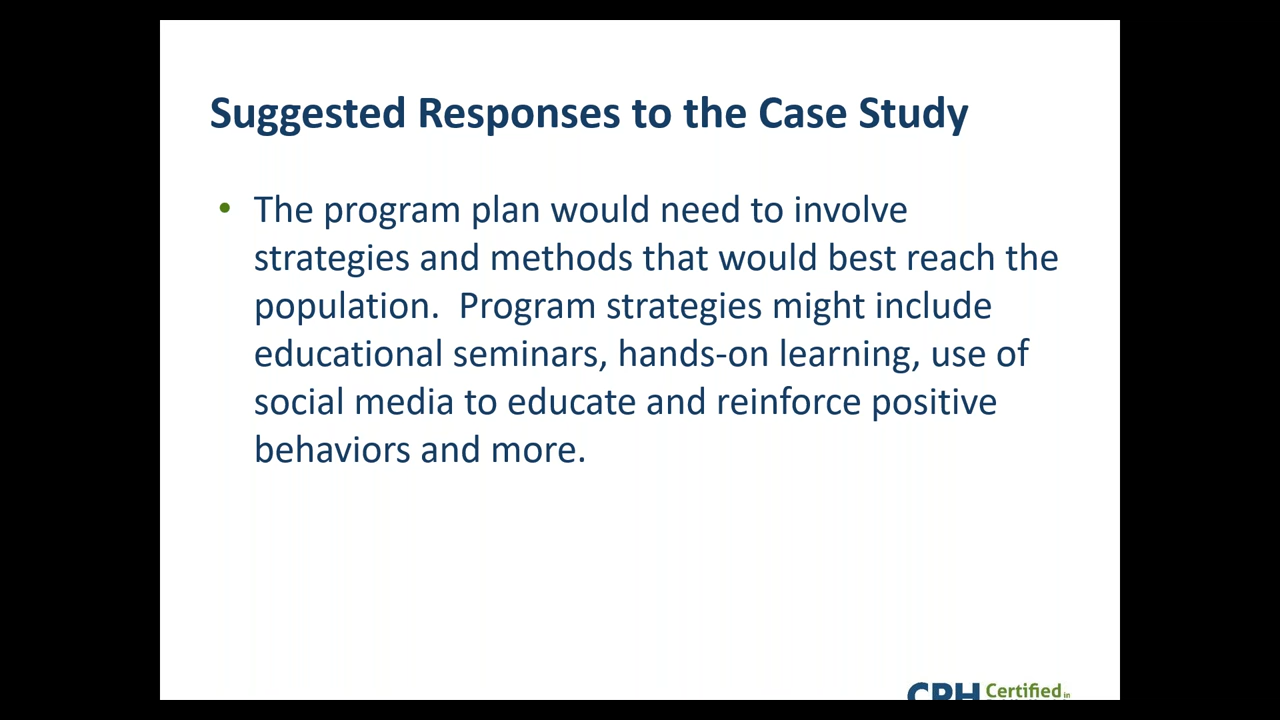 Suggested Responses to the Case Study
• The program plan would need to involve
strategies and methods that would best reach the
population.  Program strategies might include
educational seminars, hands-on learning, use of
social media to educate and reinforce positive
behaviors and more.
CPH Certified in